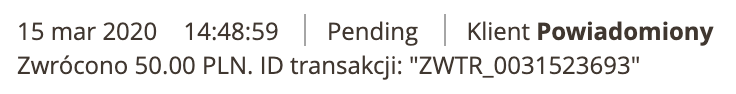 15 mar 2020 14:48:59 | Pending | Klient Powiadomiony
Zwrócono 50.00 PLN. ID transakcji: "ZWTR_0031523693"